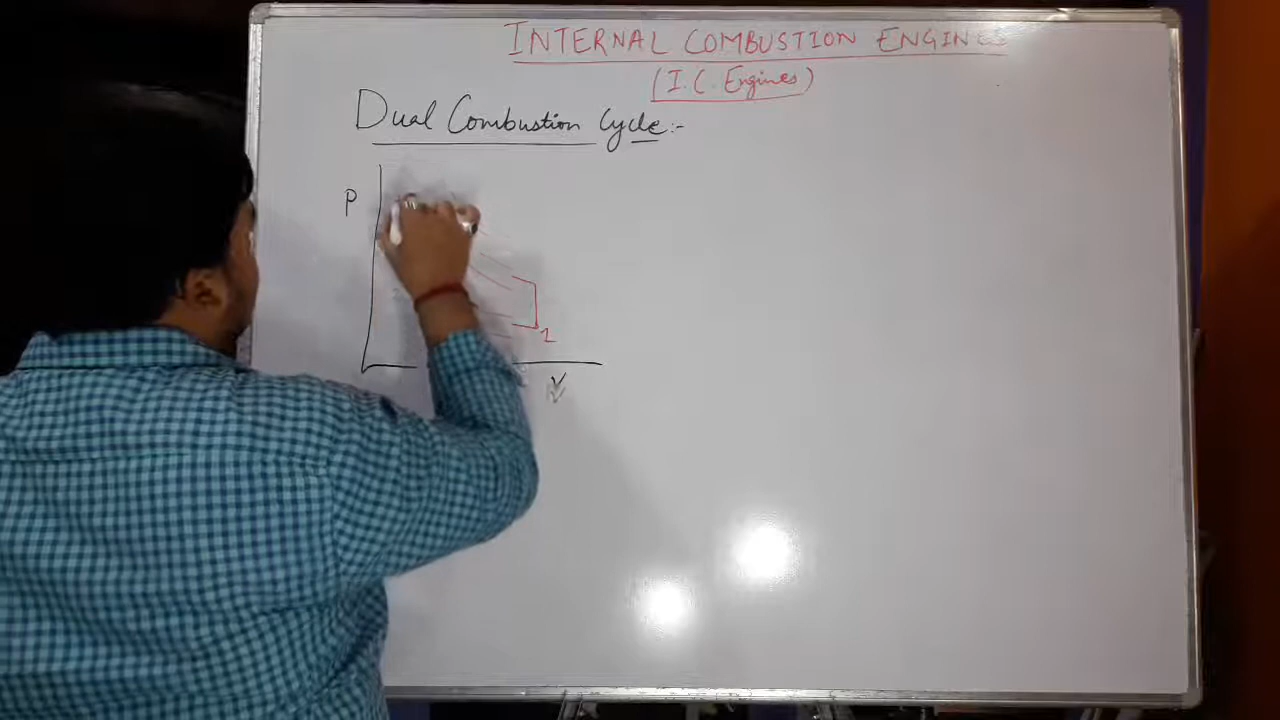 INTERNAL COMBUSTION ENGINES
(I.C. Engines)
Dual Combustion Cycle:-
P
1
V